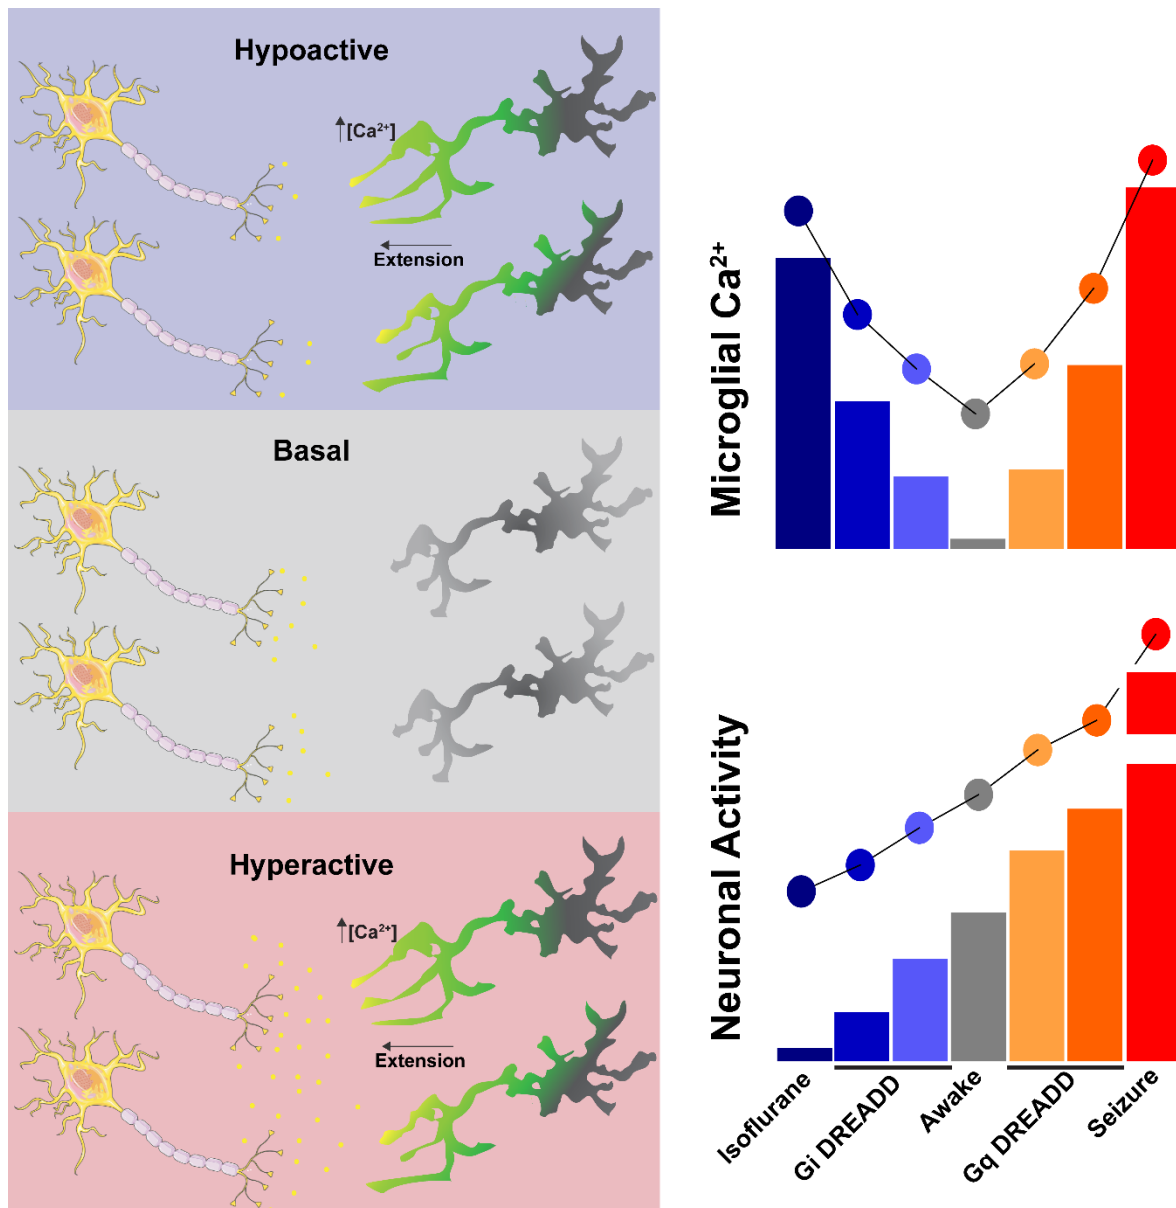 Hypoactive
↑[Ca²⁺]
Extension
Basal
Hyperactive
↑[Ca²⁺]
Extension
Microglial Ca²⁺
Neuronal Activity
Isoflurane
Gi DREADD
Awake
Gq DREADD
Seizure